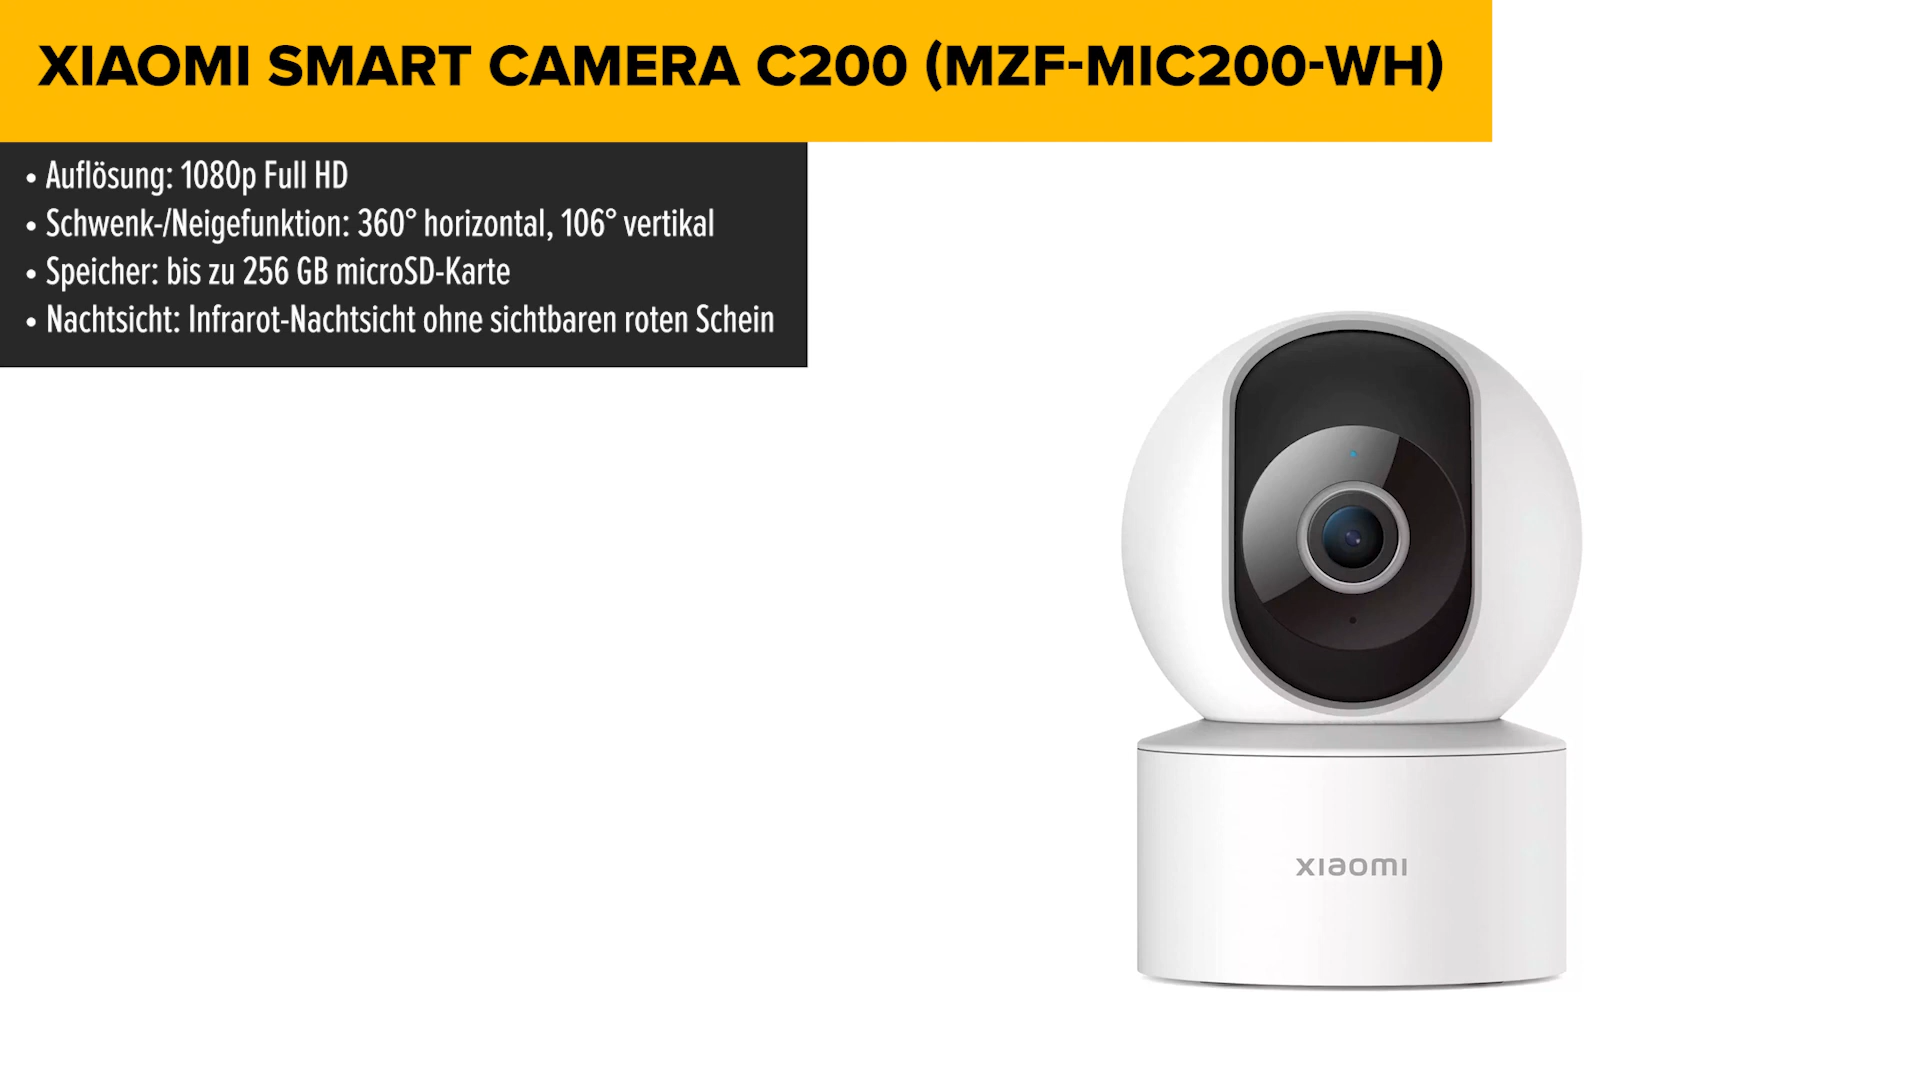 XIAOMI SMART CAMERA C200 (MZF-MIC200-WH)
• Auflösung: 1080p Full HD
• Schwenk-/Neigefunktion: 360° horizontal, 106° vertikal
• Speicher: bis zu 256 GB microSD-Karte
• Nachtsicht: Infrarot-Nachtsicht ohne sichtbaren roten Schein
xiaomi